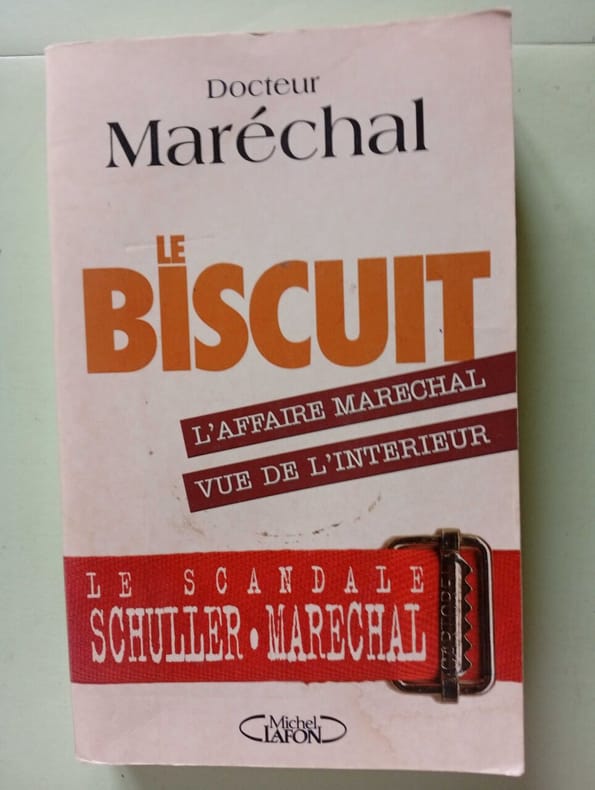 Docteur
Maréchal
LE
BISCUIT
L'AFFAIRE MARECHAL
VUE DE L'INTERIEUR
LE SCANDALE
SCHULLER • MARECHAL
Michel
LAFON